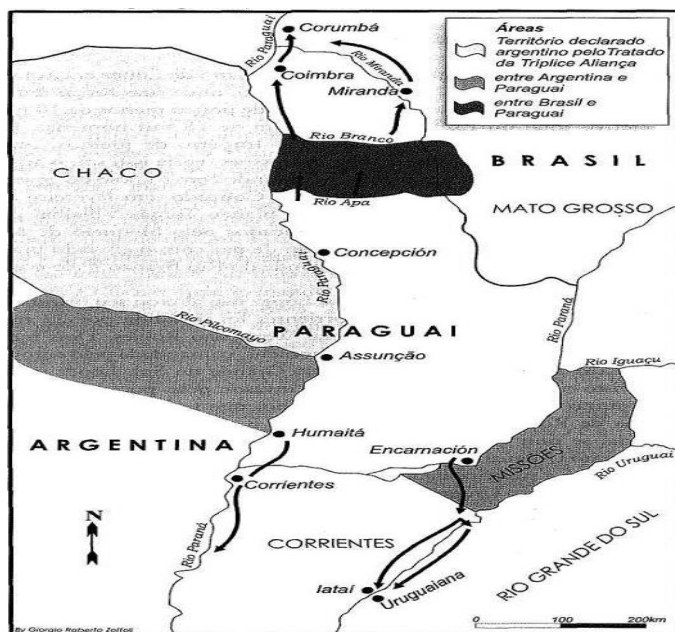 Áreas
Território declarado
argentino pelo Tratado
da Tríplice Aliança
entre Argentina e
Paraguai
entre Brasil e
Paraguai
Corumbá
Rio Paraguai
Coímbra
Rio Miranda
Miranda
Rio Branco
BRASIL
CHACO
Rio Apa
MATO GROSSO
Concepción
Rio Paraguai
Rio Paraná
Rio Pilcomayo
PARAGUAI
Assunção
Rio Iguaçu
ARGENTINA
Humaitá
Encarnación
MISSÕES
Rio Uruguai
Corrientes
N
Rio Paraná
CORRIENTES
RIO GRANDE DO SUL
Iataí
Uruguaiana
0 100 200km
By Giorgio Roberto Zottoli